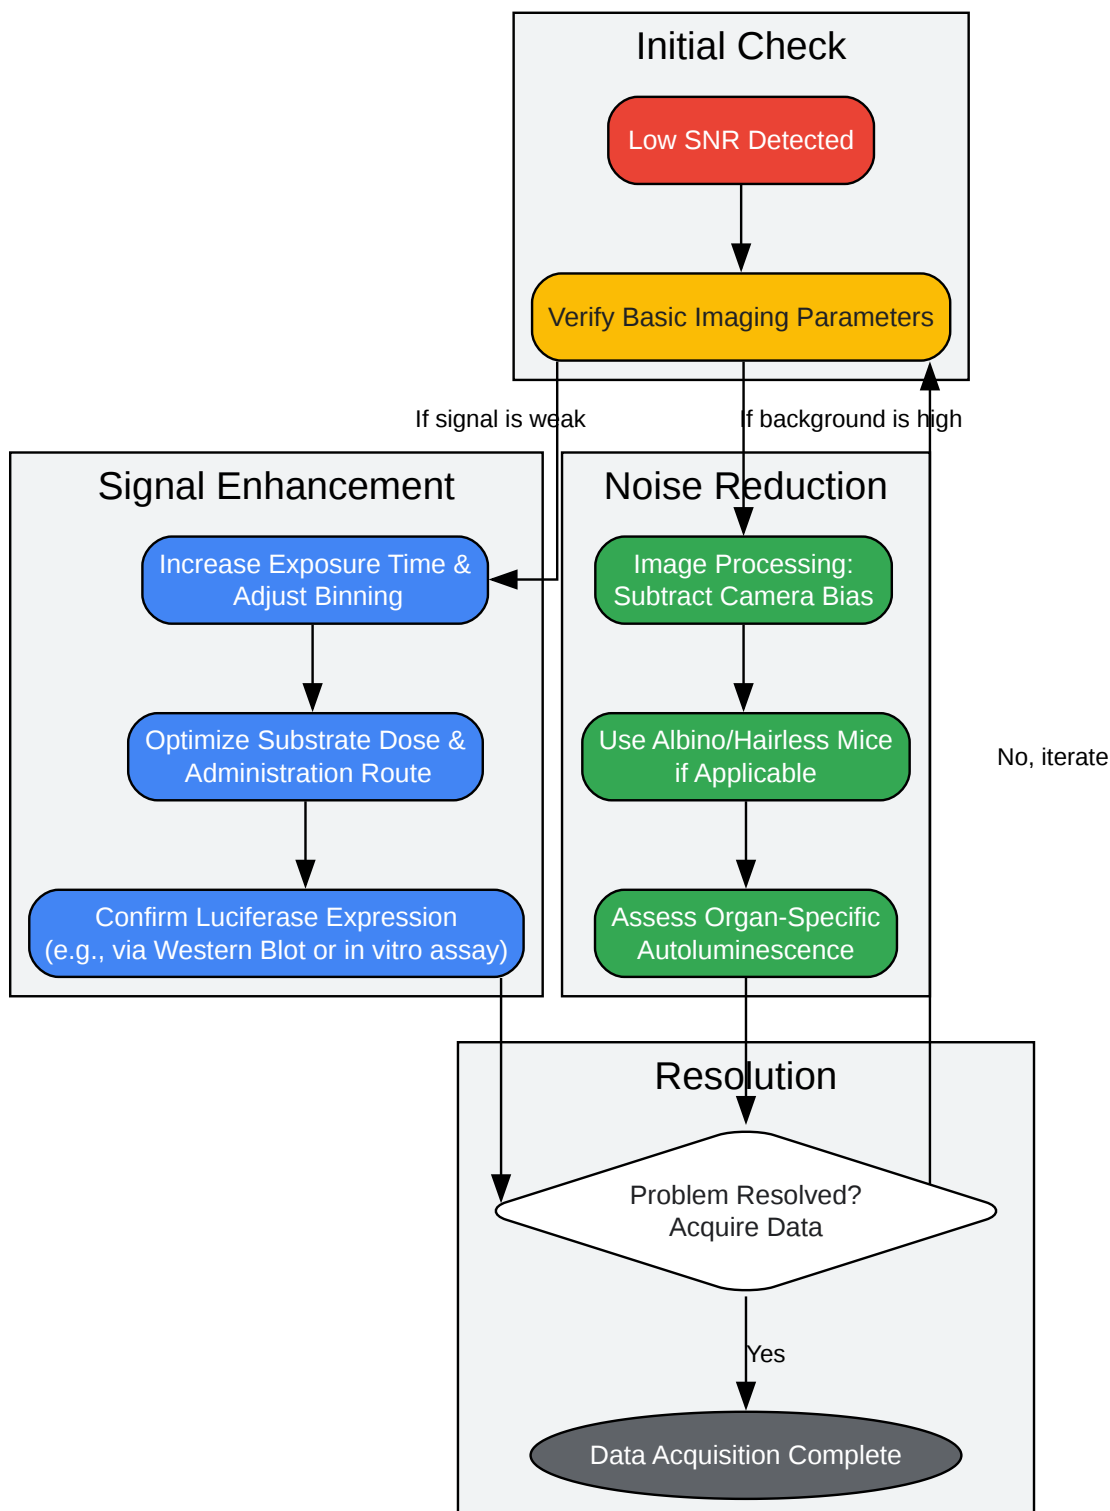 Initial Check
Low SNR Detected
Verify Basic Imaging Parameters
If signal is weak
If background is high
Signal Enhancement
Increase Exposure Time &
Adjust Binning
Optimize Substrate Dose &
Administration Route
Confirm Luciferase Expression
(e.g., via Western Blot or in vitro assay)
Noise Reduction
Image Processing:
Subtract Camera Bias
Use Albino/Hairless Mice
if Applicable
Assess Organ-Specific
Autoluminescence
No, iterate
Resolution
Problem Resolved?
Acquire Data
Yes
Data Acquisition Complete